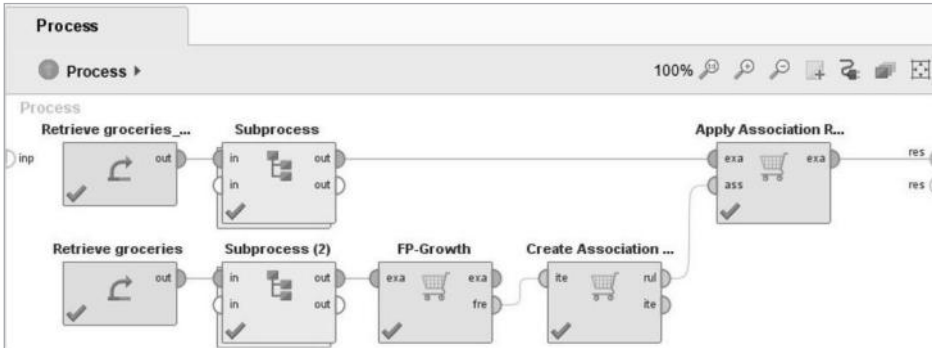 Process
Process
100%
Process
Retrieve groceries_... Subprocess Apply Association R...
inp out in out exa exa res
in out ass res
Retrieve groceries Subprocess (2) FP-Growth Create Association ...
out in out exa exa ite rul
in out fre ite